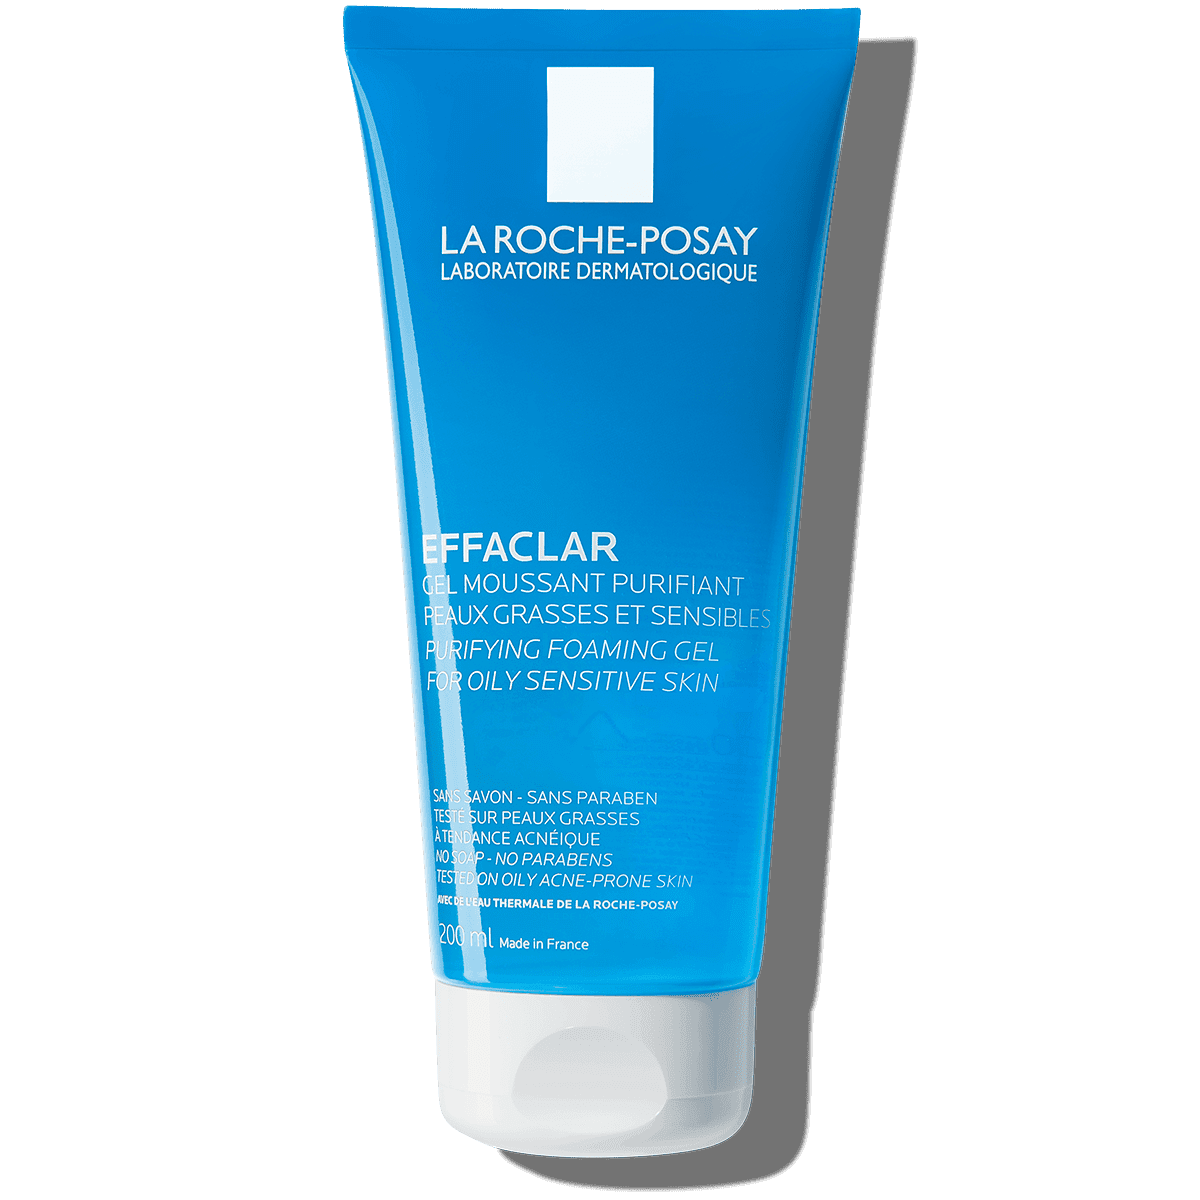 LA ROCHE-POSAY
LABORATOIRE DERMATOLOGIQUE
EFFACLAR
GEL MOUSSANT PURIFIANT
PEAUX GRASSES ET SENSIBLES
PURIFYING FOAMING GEL
FOR OILY SENSITIVE SKIN
SANS SAVON - SANS PARABEN
TESTÉ SUR PEAUX GRASSES
À TENDANCE ACNÉIQUE
NO SOAP - NO PARABENS
TESTED ON OILY ACNE-PRONE SKIN
AVEC DE L'EAU THERMALE DE LA ROCHE-POSAY
200 ml Made in France